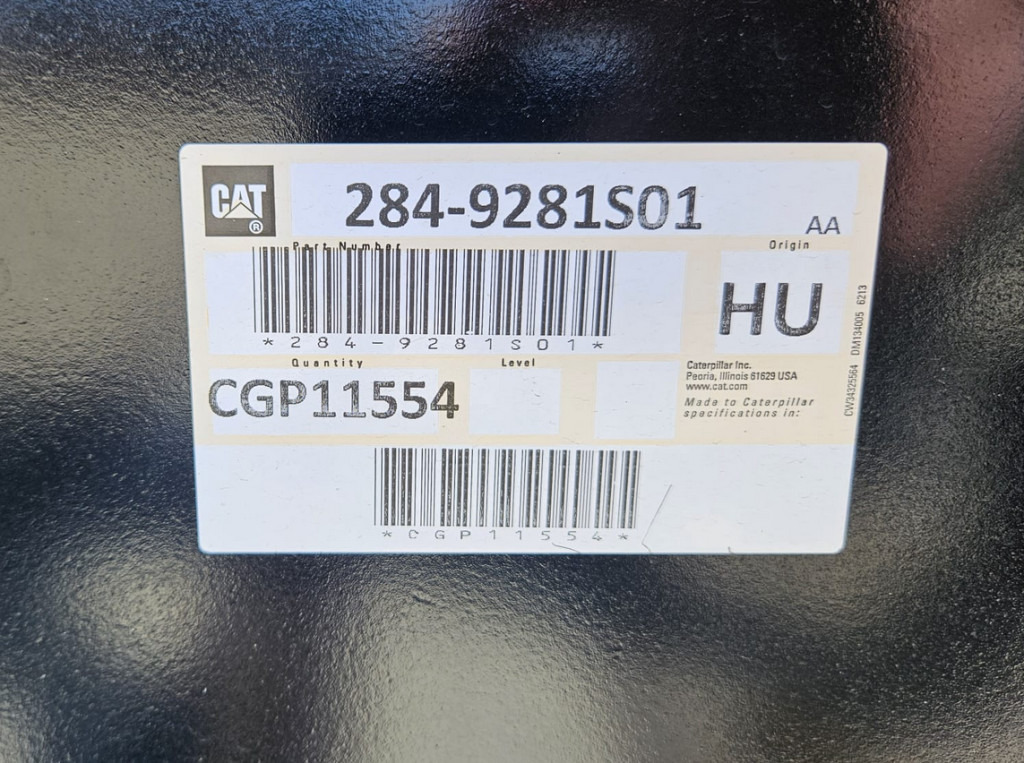 CAT
®
284-9281S01
AA
Part Number
Origin
*284-9281S01*
HU
Quantity
Level
CGP11554
Caterpillar Inc.
Peoria, Illinois 61629 USA
www.cat.com
Made to Caterpillar
specifications in:
CW34325564 DM134005 6213
*CGP11554*